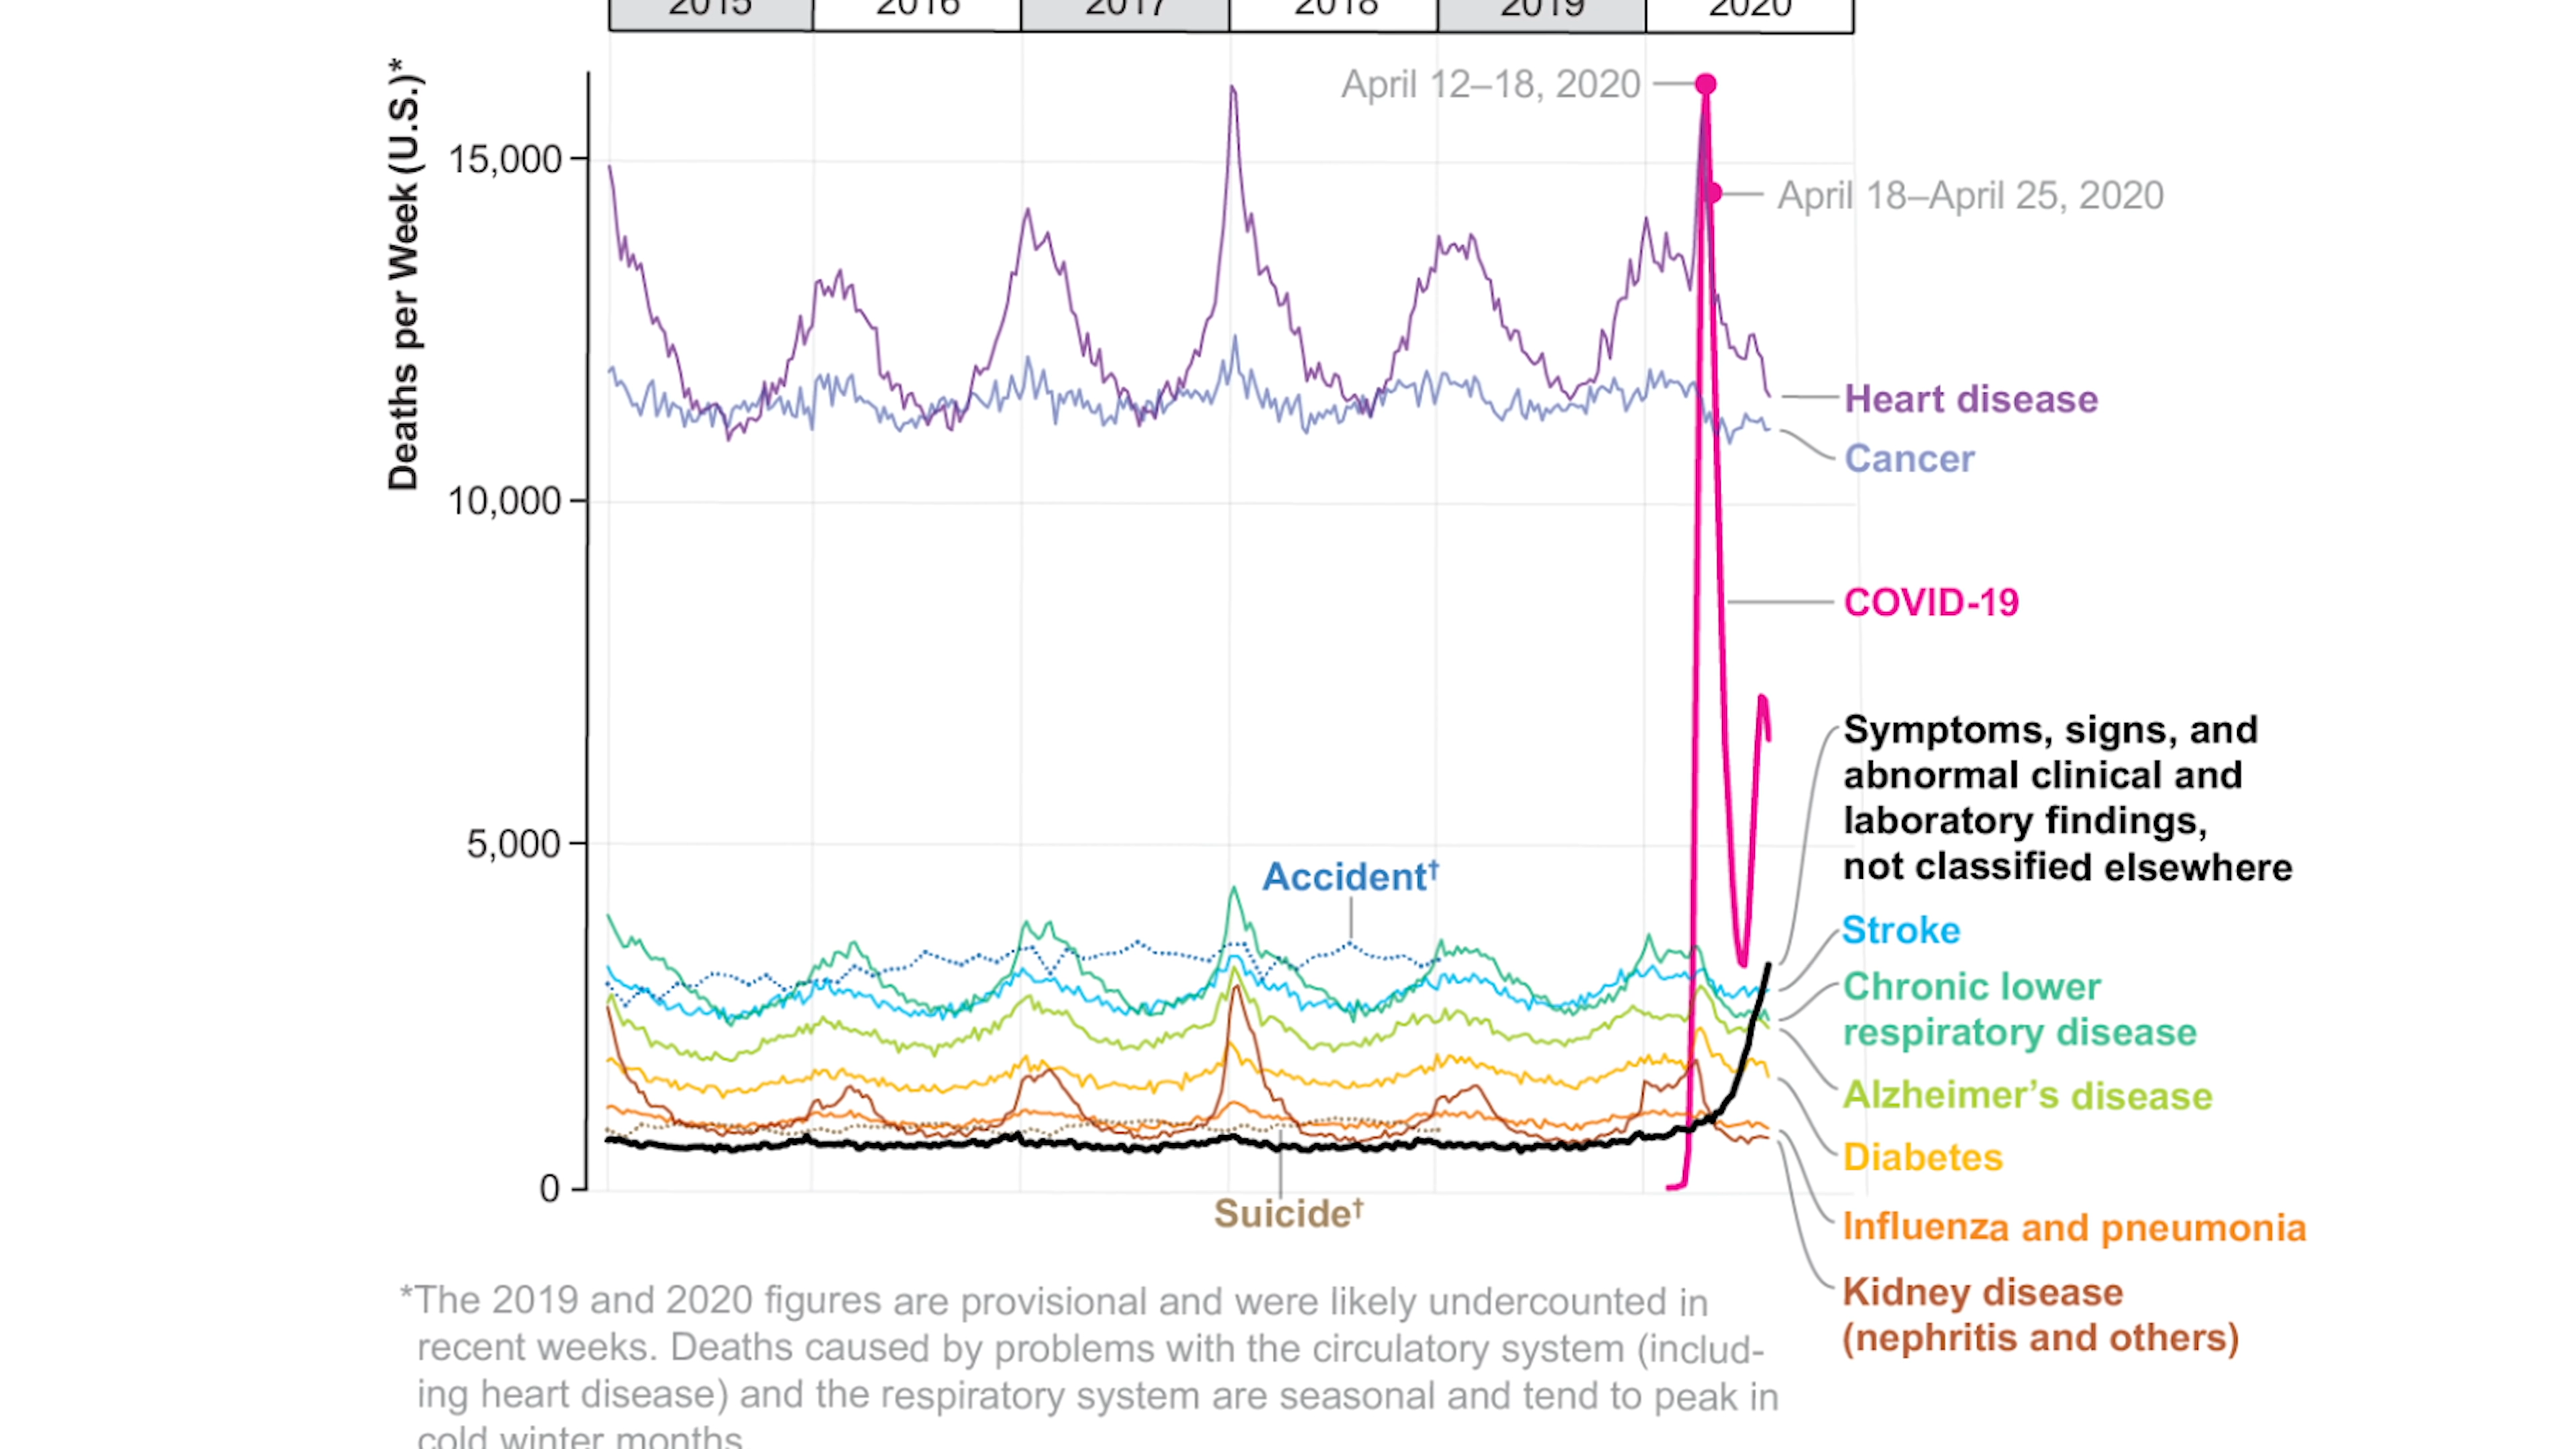 2015 2016 2017 2018 2019 2020
Deaths per Week (U.S.)*
April 12–18, 2020
15,000
April 18–April 25, 2020
Heart disease
Cancer
10,000
COVID-19
Symptoms, signs, and
abnormal clinical and
laboratory findings,
not classified elsewhere
5,000
Accident†
Stroke
Chronic lower
respiratory disease
Alzheimer’s disease
Diabetes
0
Suicide†
Influenza and pneumonia
Kidney disease
(nephritis and others)
*The 2019 and 2020 figures are provisional and were likely undercounted in
recent weeks. Deaths caused by problems with the circulatory system (includ-
ing heart disease) and the respiratory system are seasonal and tend to peak in
cold winter months